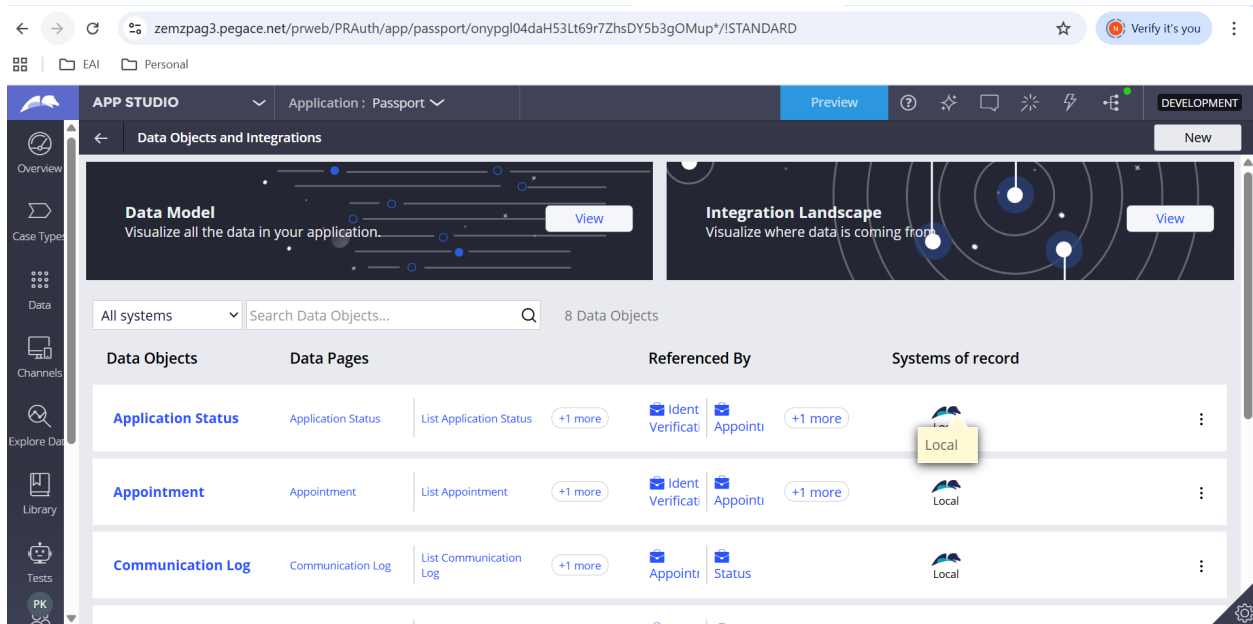 zemzpag3.pegace.net/prweb/PRAuth/app/passport/onypgl04daH53Lt69r7ZhsDY5b3gOMup*/!STANDARD
N
Verify it's you
EAI
Personal
APP STUDIO
Application : Passport
Preview
DEVELOPMENT
Data Objects and Integrations
New
Overview
Case Types
Data
Channels
Explore Dat
Library
Tests
PK
Data Model
Visualize all the data in your application.
View
Integration Landscape
Visualize where data is coming from
View
All systems
Search Data Objects...
8 Data Objects
Data Objects
Data Pages
Referenced By
Systems of record
Application Status
Application Status
List Application Status
+1 more
Ident
Verificati
Appointi
+1 more
Local
Appointment
Appointment
List Appointment
+1 more
Ident
Verificati
Appointi
+1 more
Local
Communication Log
Communication Log
List Communication
Log
+1 more
Appointi
Status
Local